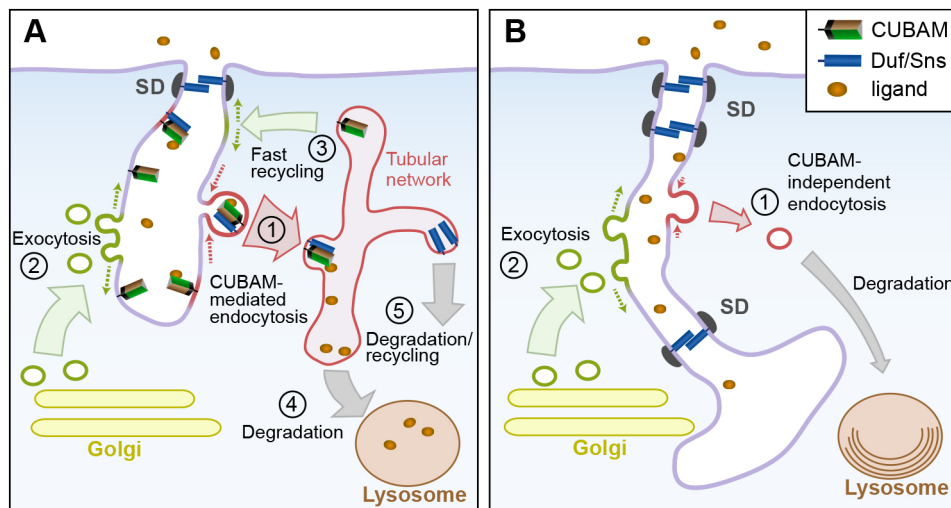 A
SD
Fast
recycling
3
Tubular
network
Exocytosis
2
1
CUBAM-
mediated
endocytosis
5
Degradation/
recycling
4
Degradation
Golgi
Lysosome
B
CUBAM
Duf/Sns
ligand
SD
SD
CUBAM-
independent
endocytosis
1
Exocytosis
2
Degradation
SD
Golgi
Lysosome